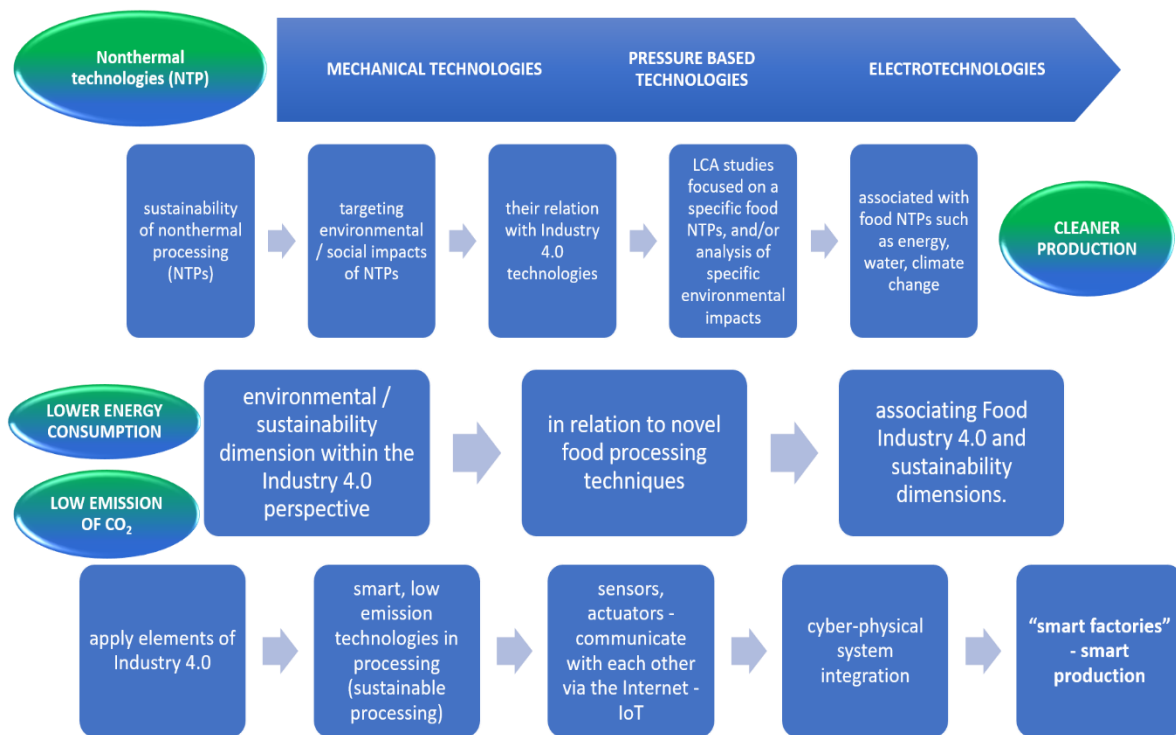 Nonthermal
technologies (NTP)
MECHANICAL TECHNOLOGIES
PRESSURE BASED
TECHNOLOGIES
ELECTROTECHNOLOGIES
sustainability
of nonthermal
processing
(NTPs)
targeting
environmental
/ social impacts
of NTPs
their relation
with Industry
4.0
technologies
LCA studies
focused on a
specific food
NTPs, and/or
analysis of
specific
environmental
impacts
associated with
food NTPs such
as energy,
water, climate
change
CLEANER
PRODUCTION
LOWER ENERGY
CONSUMPTION
LOW EMISSION
OF CO₂
environmental /
sustainability
dimension within the
Industry 4.0
perspective
in relation to novel
food processing
techniques
associating Food
Industry 4.0 and
sustainability
dimensions.
apply elements of
Industry 4.0
smart, low
emission
technologies in
processing
(sustainable
processing)
sensors,
actuators -
communicate
with each other
via the Internet -
IoT
cyber-physical
system
integration
“smart factories”
- smart
production